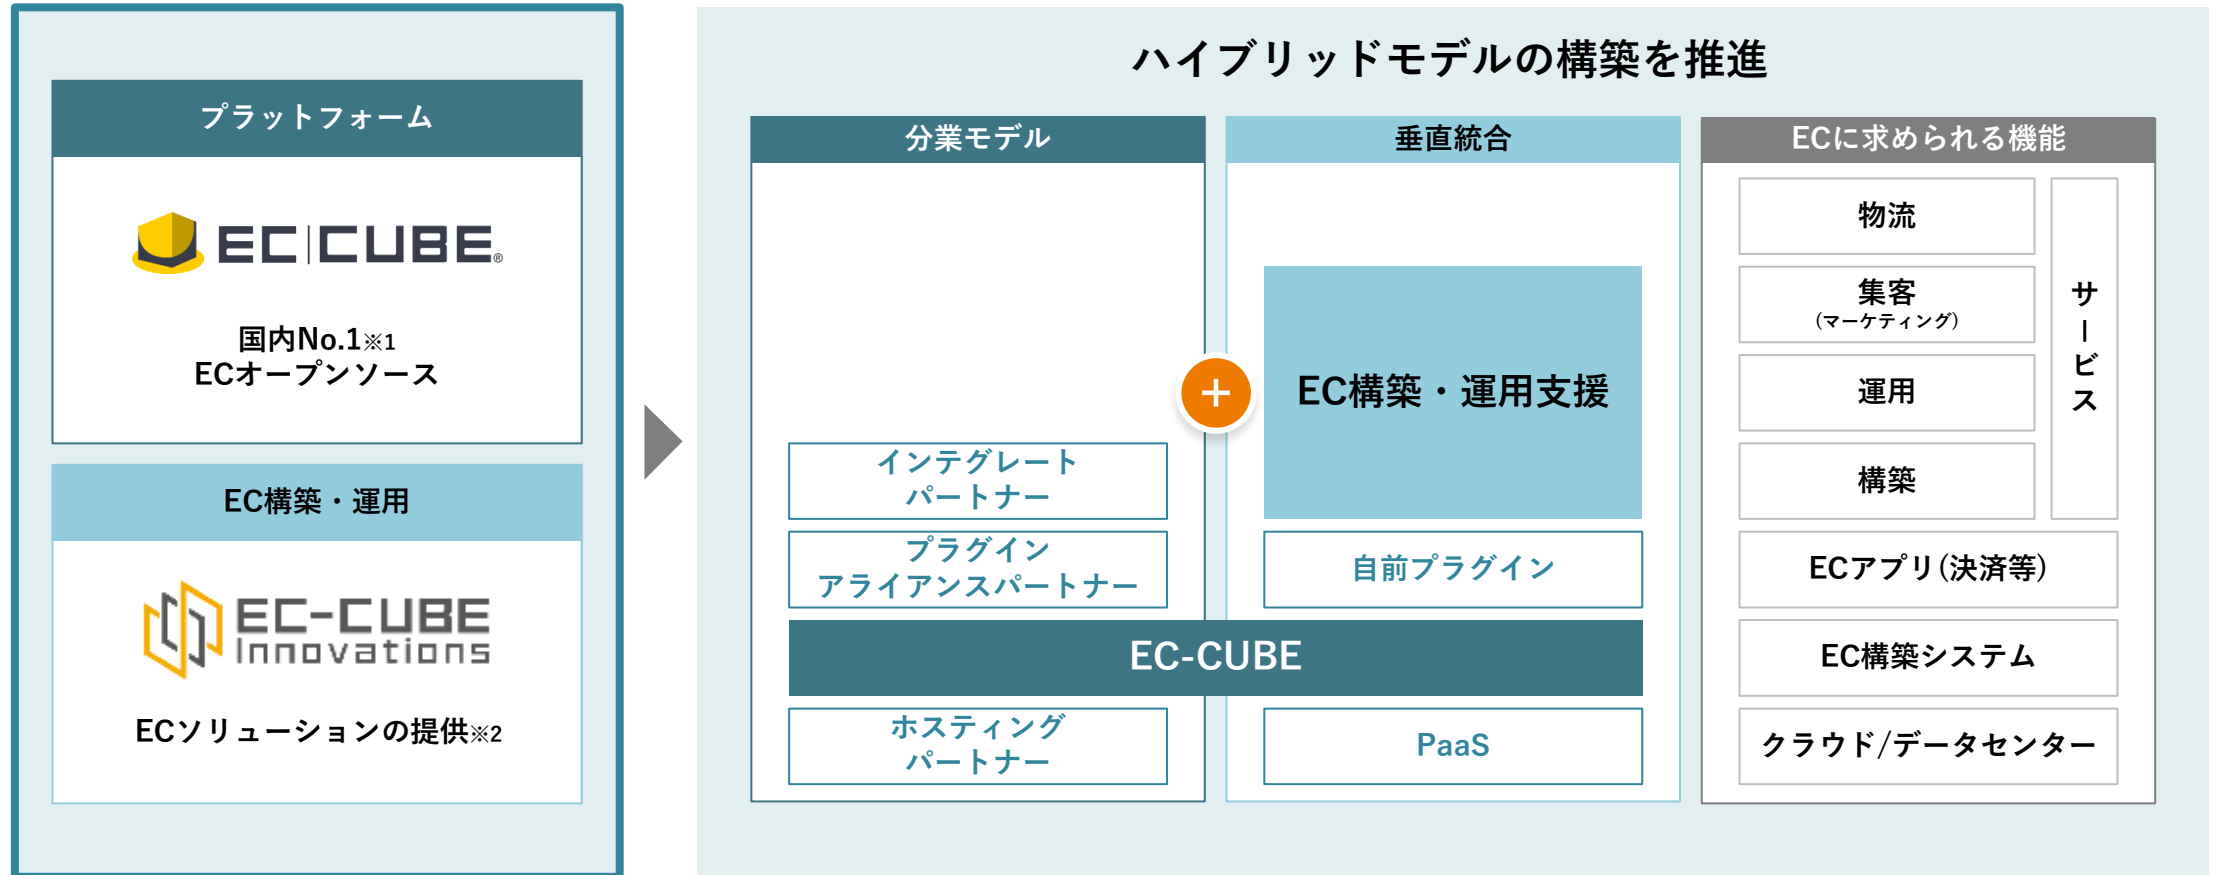 プラットフォーム
EC CUBE®
国内No.1※1
ECオープンソース
EC構築・運用
EC-CUBE
Innovations
ECソリューションの提供※2
ハイブリッドモデルの構築を推進
分業モデル
インテグレート
パートナー
プラグイン
アライアンスパートナー
EC-CUBE
ホスティング
パートナー
+
垂直統合
EC構築・運用支援
自前プラグイン
PaaS
ECに求められる機能
物流
集客
(マーケティング)
運用
構築
サービス
ECアプリ(決済等)
EC構築システム
クラウド/データセンター